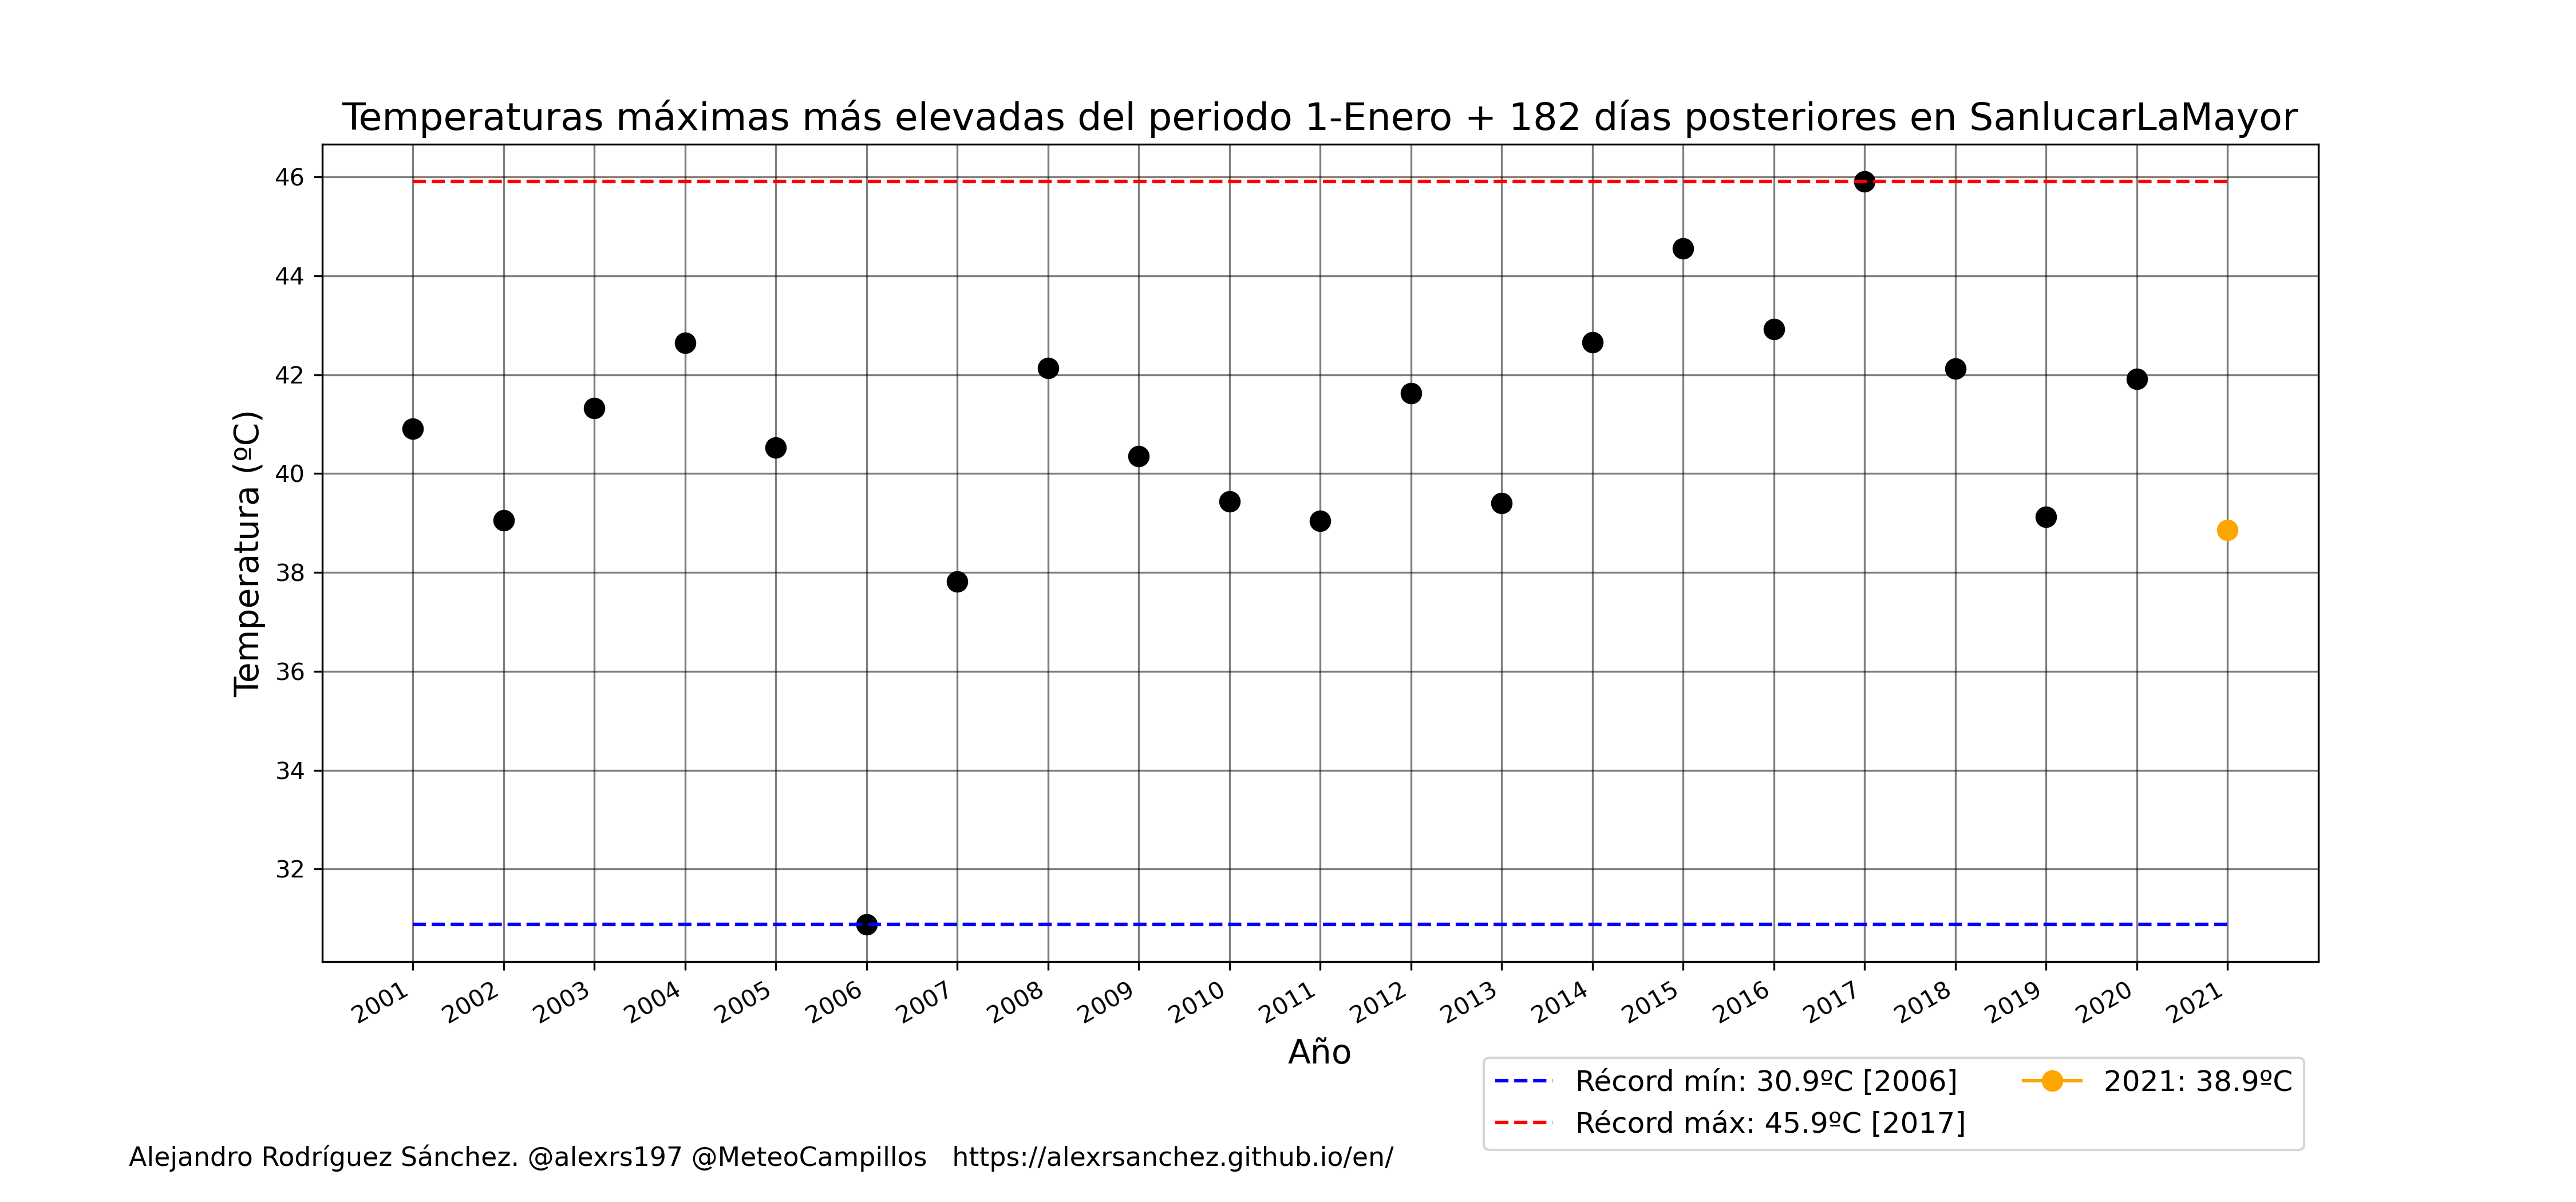 Temperaturas máximas más elevadas del periodo 1-Enero + 182 días posteriores en SanlucarLaMayor
Temperatura (ºC)
46
44
42
40
38
36
34
32
2001 2002 2003 2004 2005 2006 2007 2008 2009 2010 2011 2012 2013 2014 2015 2016 2017 2018 2019 2020 2021
Año
Récord mín: 30.9ºC [2006] 2021: 38.9ºC
Récord máx: 45.9ºC [2017]
Alejandro Rodríguez Sánchez. @alexrs197 @MeteoCampillos https://alexrsanchez.github.io/en/